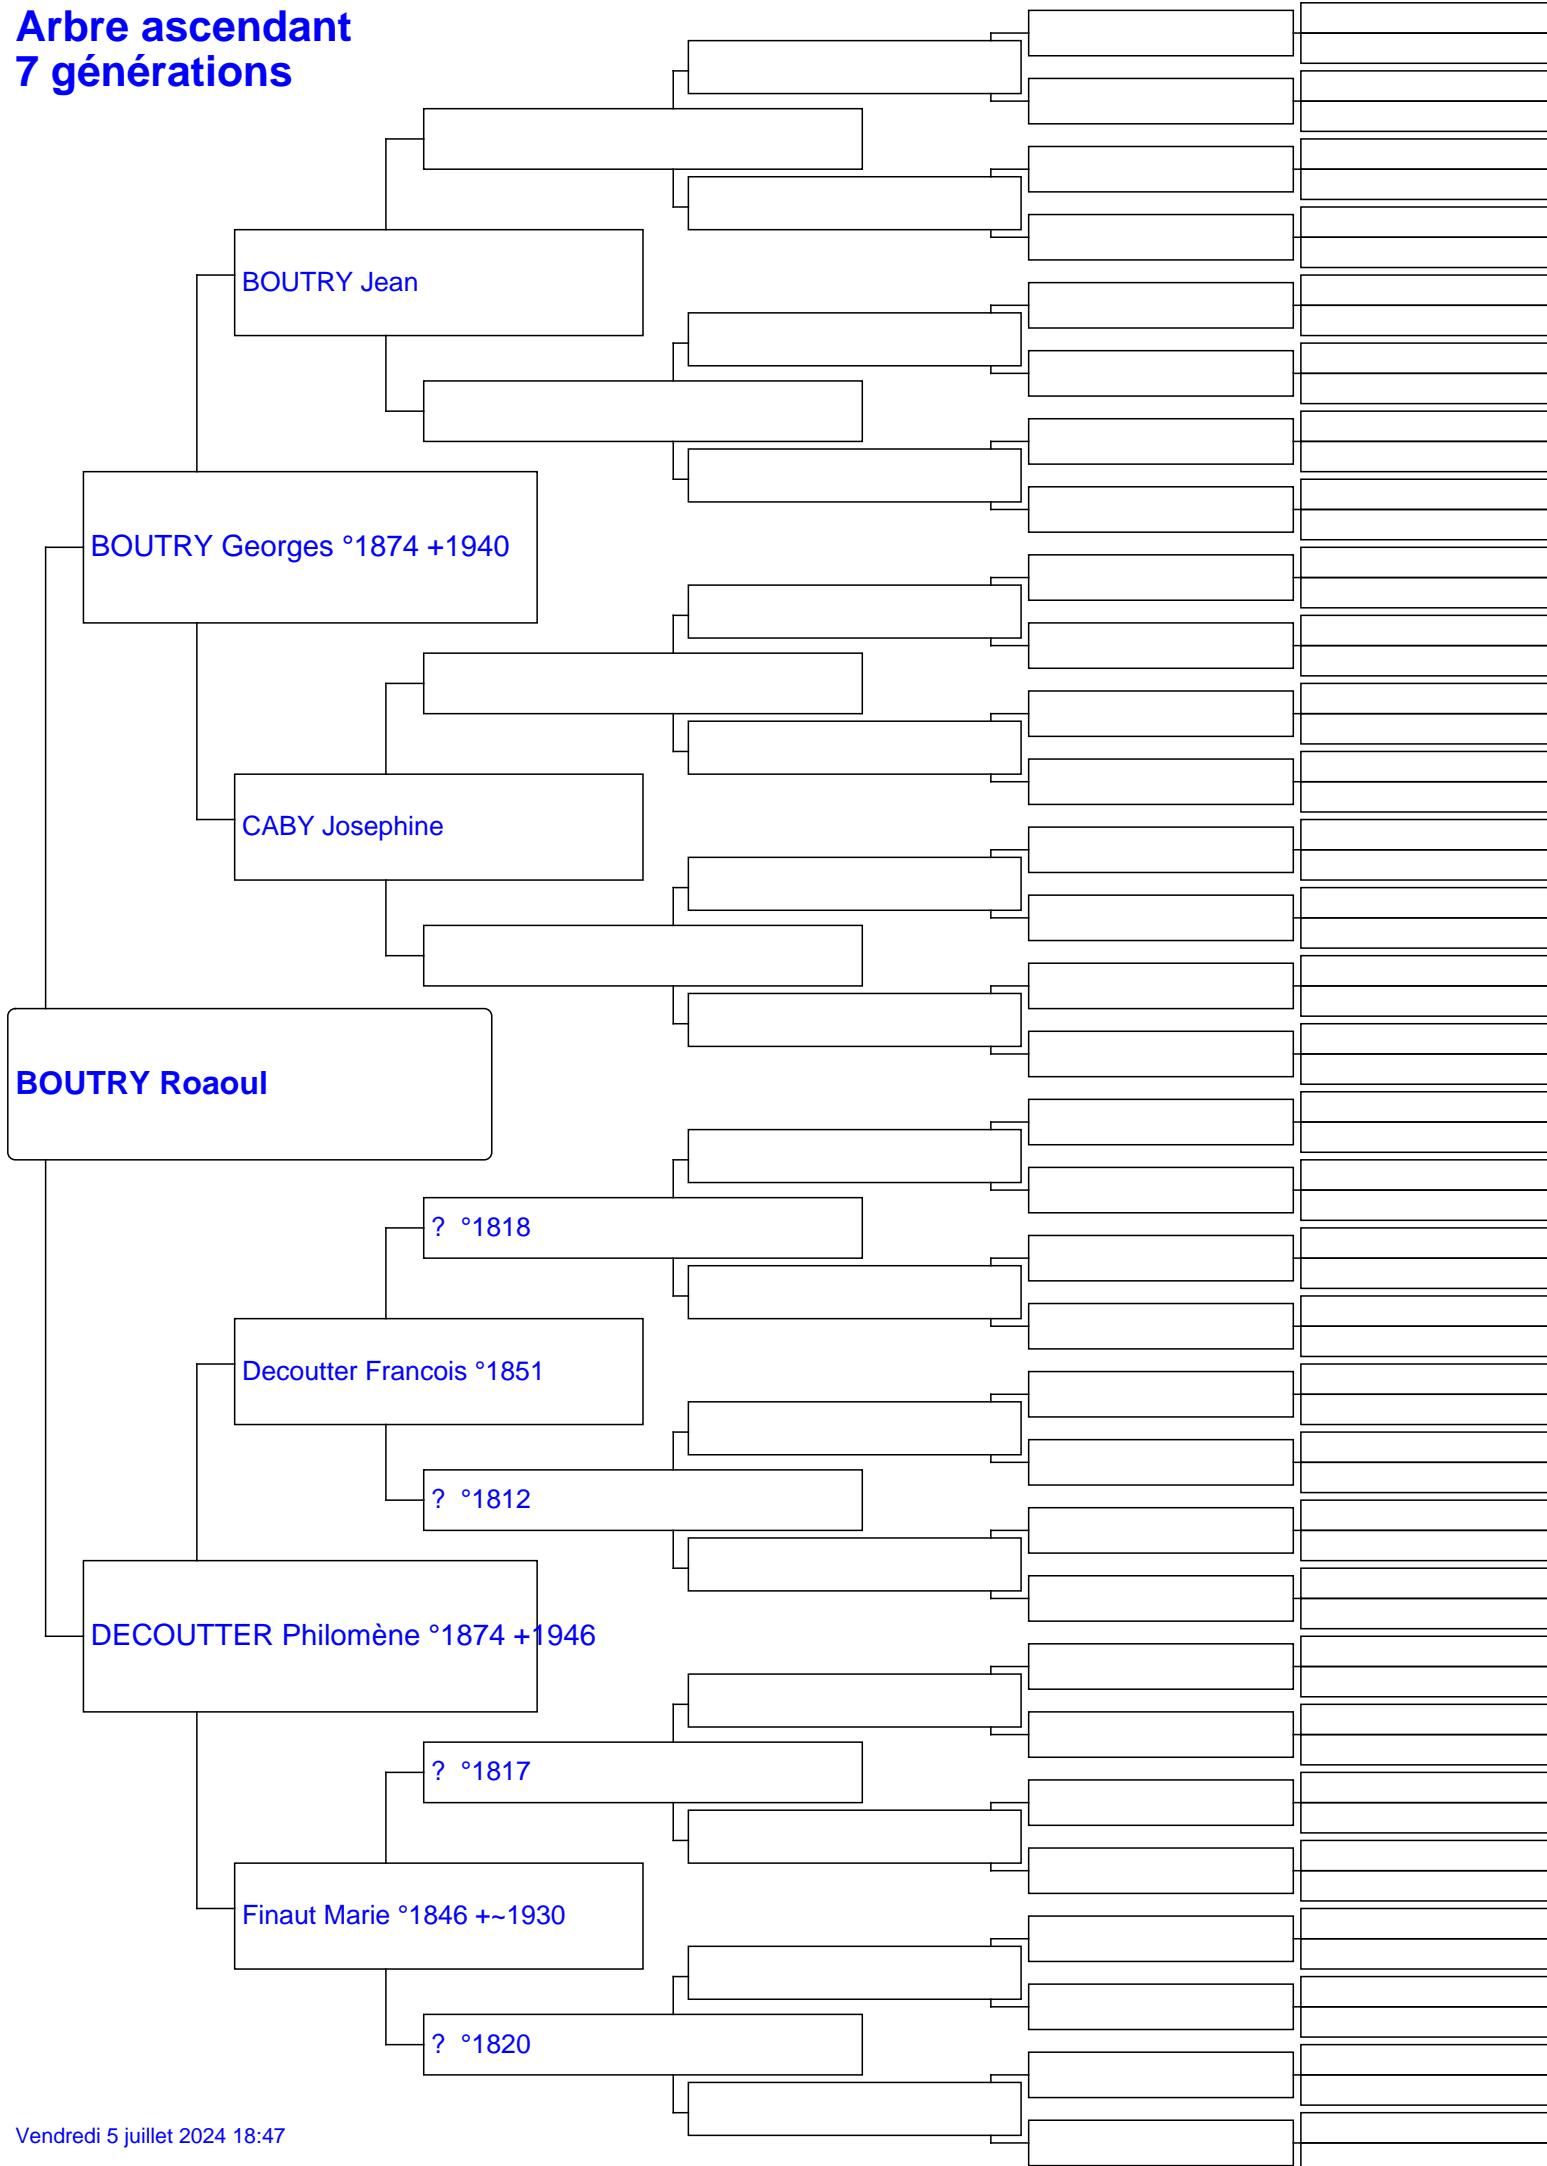 Arbre ascendant
7 générations
BOUTRY Jean
BOUTRY Georges °1874 +1940
CABY Josephine
BOUTRY Roaoul
? °1818
Decoutter Francois °1851
? °1812
DECOUTTER Philomène °1874 +1946
? °1817
Finaut Marie °1846 +~1930
? °1820
Vendredi 5 juillet 2024 18:47